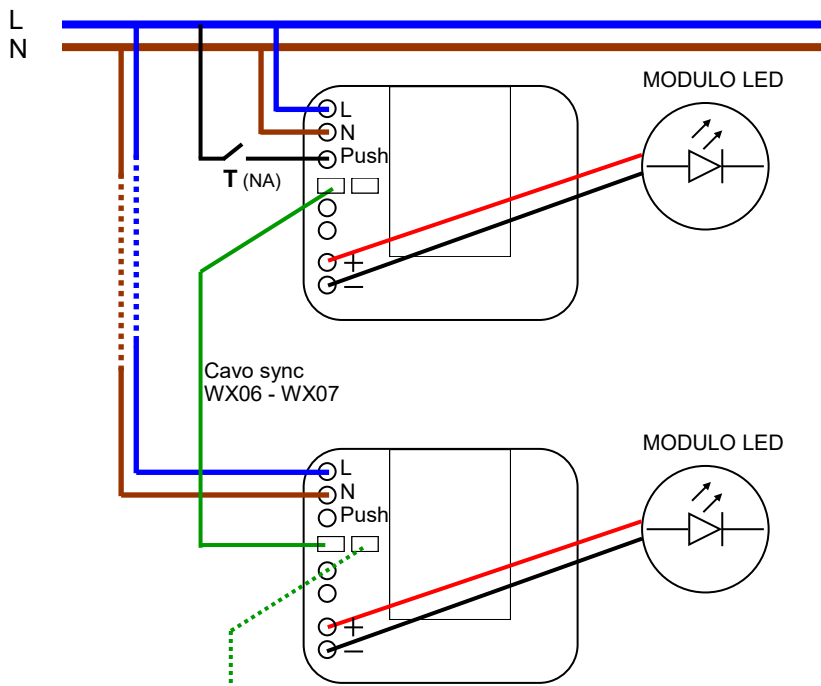 L
N
MODULO LED
L
N
Push
T (NA)
+
–
Cavo sync
WX06 - WX07
MODULO LED
L
N
Push
+
–